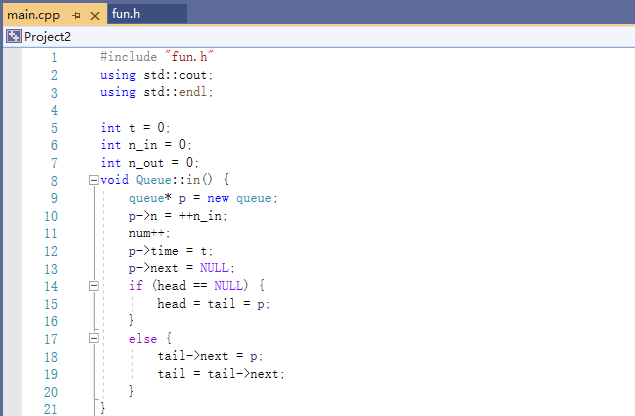 main.cpp fun.h
Project2
1 #include "fun.h"
2 using std::cout;
3 using std::endl;
4
5 int t = 0;
6 int n_in = 0;
7 int n_out = 0;
8 void Queue::in() {
9 queue* p = new queue;
10 p->n = ++n_in;
11 num++;
12 p->time = t;
13 p->next = NULL;
14 if (head == NULL) {
15 head = tail = p;
16 }
17 else {
18 tail->next = p;
19 tail = tail->next;
20 }
21 }